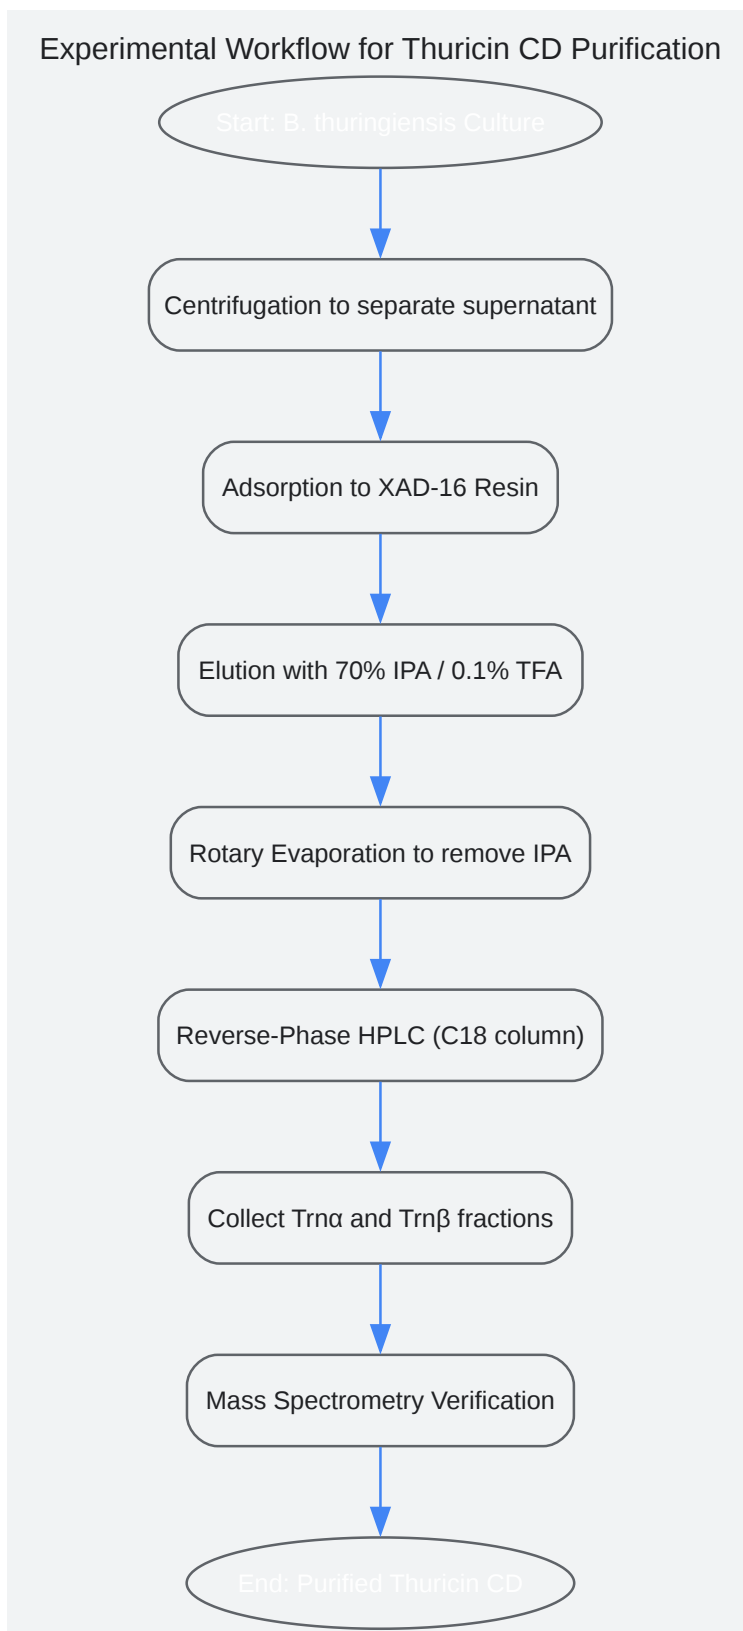 Experimental Workflow for Thuricin CD Purification
Start: B. thuringiensis Culture
Centrifugation to separate supernatant
Adsorption to XAD-16 Resin
Elution with 70% IPA / 0.1% TFA
Rotary Evaporation to remove IPA
Reverse-Phase HPLC (C18 column)
Collect Trnα and Trnβ fractions
Mass Spectrometry Verification
End: Purified Thuricin CD